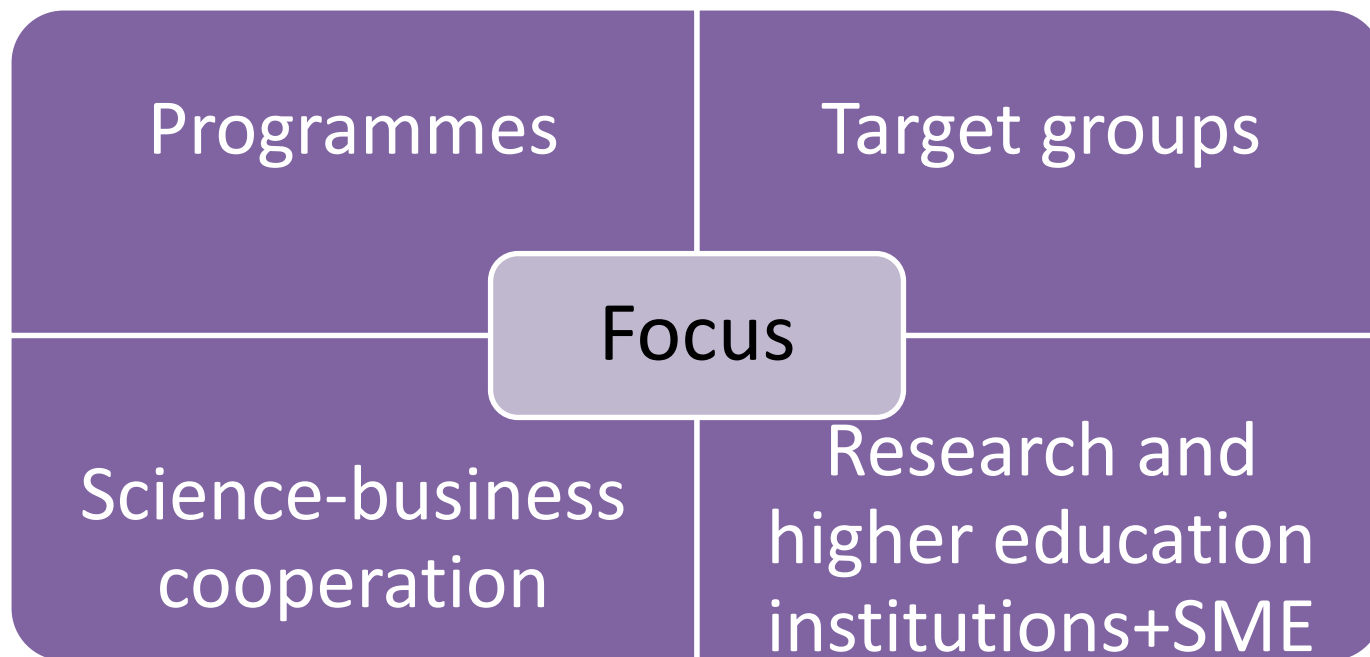 Programmes
Target groups
Focus
Science-business
cooperation
Research and
higher education
institutions+SME